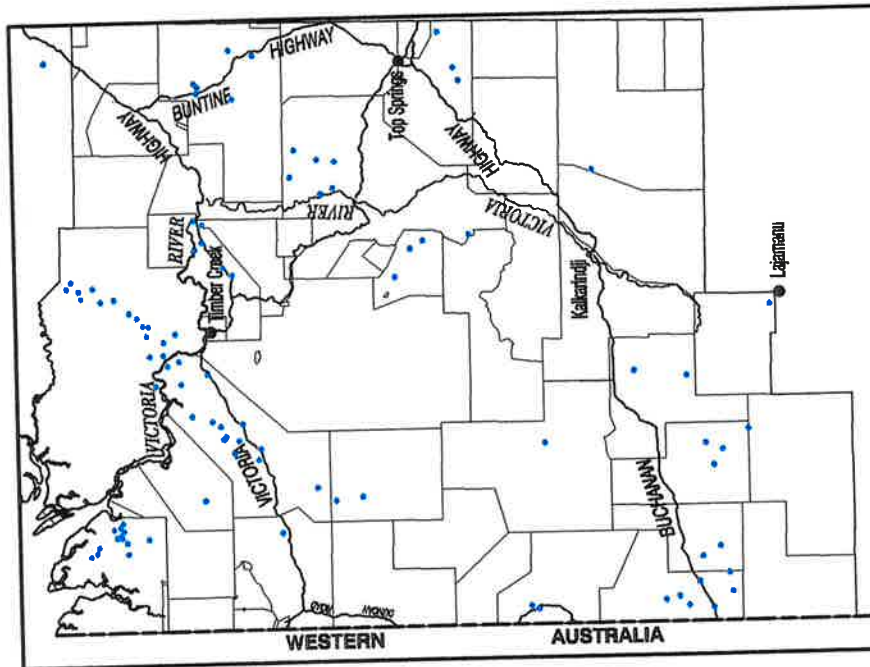 HIGHWAY
BUNTINE
HIGHWAY
Top Springs
HIGHWAY
RIVER
RIVER
VICTORIA
Timber Creek
Kalkarindji
Lajamanu
VICTORIA
VICTORIA
BUCHANAN
WESTERN AUSTRALIA